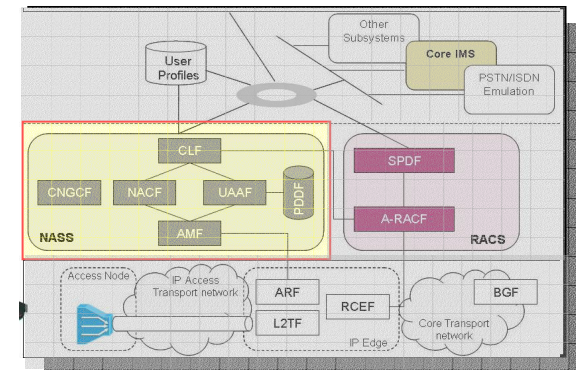 Other
Subsystems
Core IMS
User
Profiles
PSTN/ISDN
Emulation
CLF
SPDF
CNGCF
NACF
UAAF
PDDF
A-RACF
AMF
NASS
RACS
Access Node
IP Access
Transport network
ARF
BGF
RCEF
L2TF
Core Transport
network
IP Edge